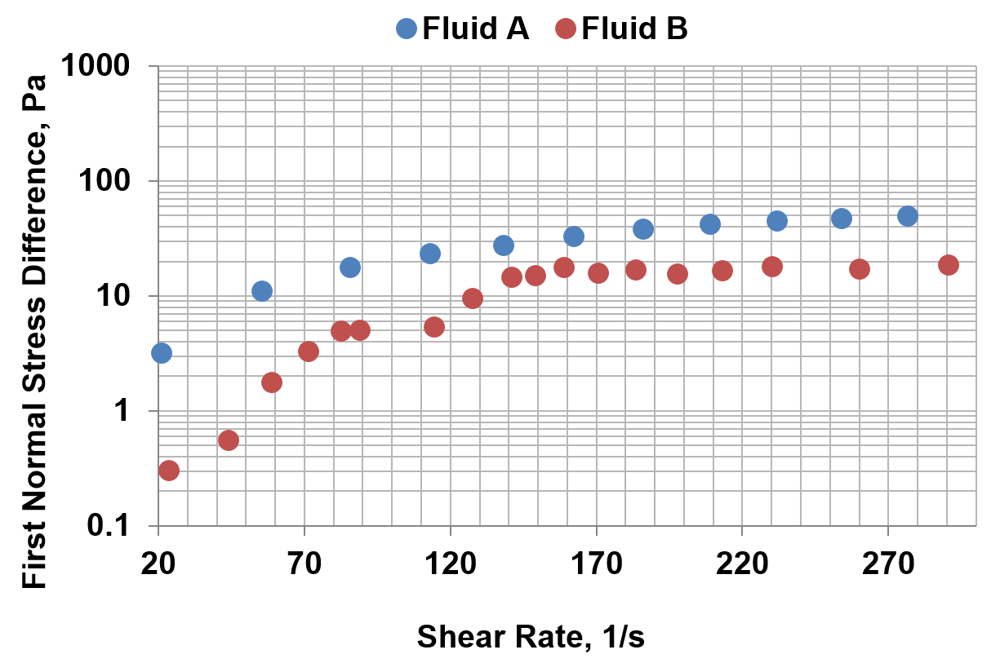 Fluid A
Fluid B
First Normal Stress Difference, Pa
1000
100
10
1
0.1
20
70
120
170
220
270
Shear Rate, 1/s